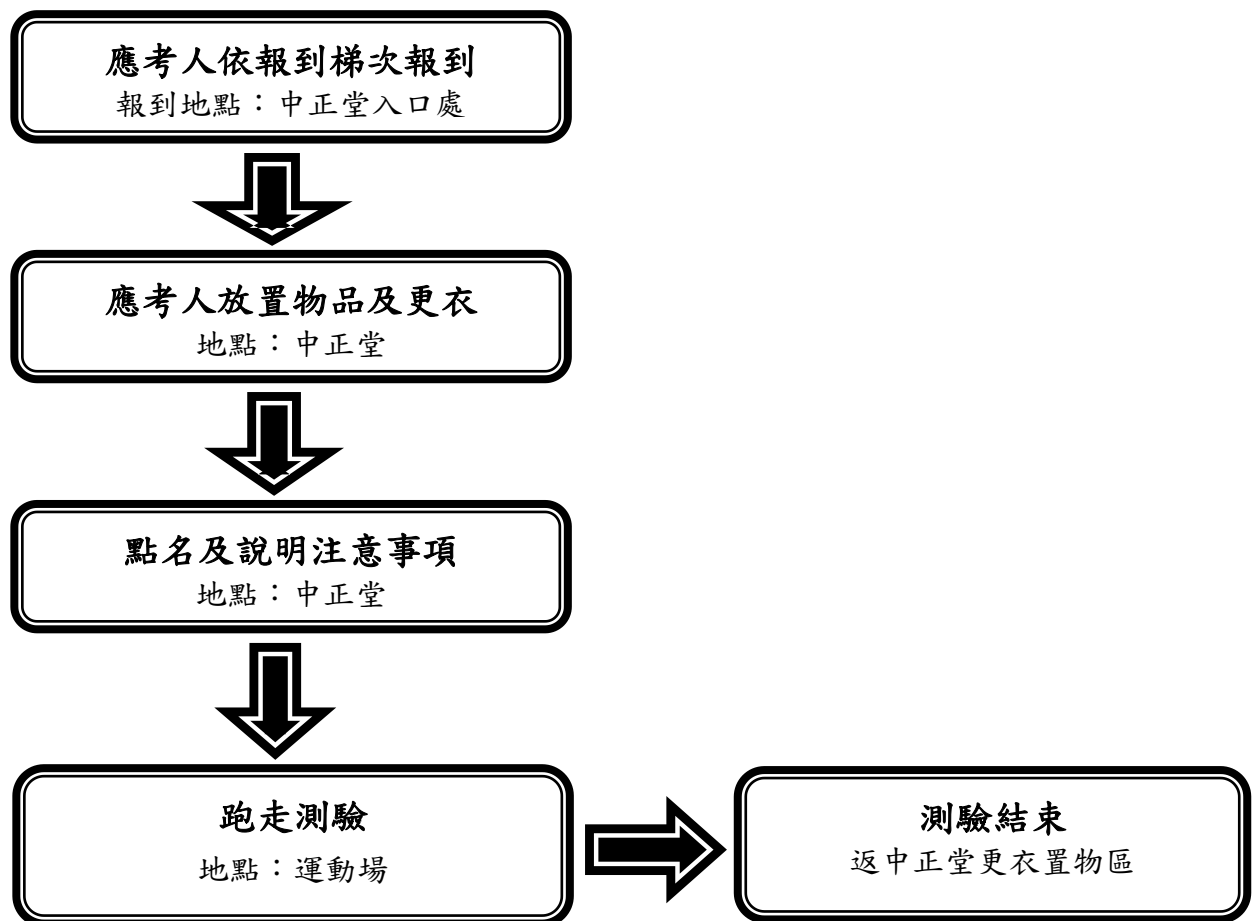 應考人依報到梯次報到
報到地點：中正堂入口處
應考人放置物品及更衣
地點：中正堂
點名及說明注意事項
地點：中正堂
跑走測驗
地點：運動場
測驗結束
返中正堂更衣置物區